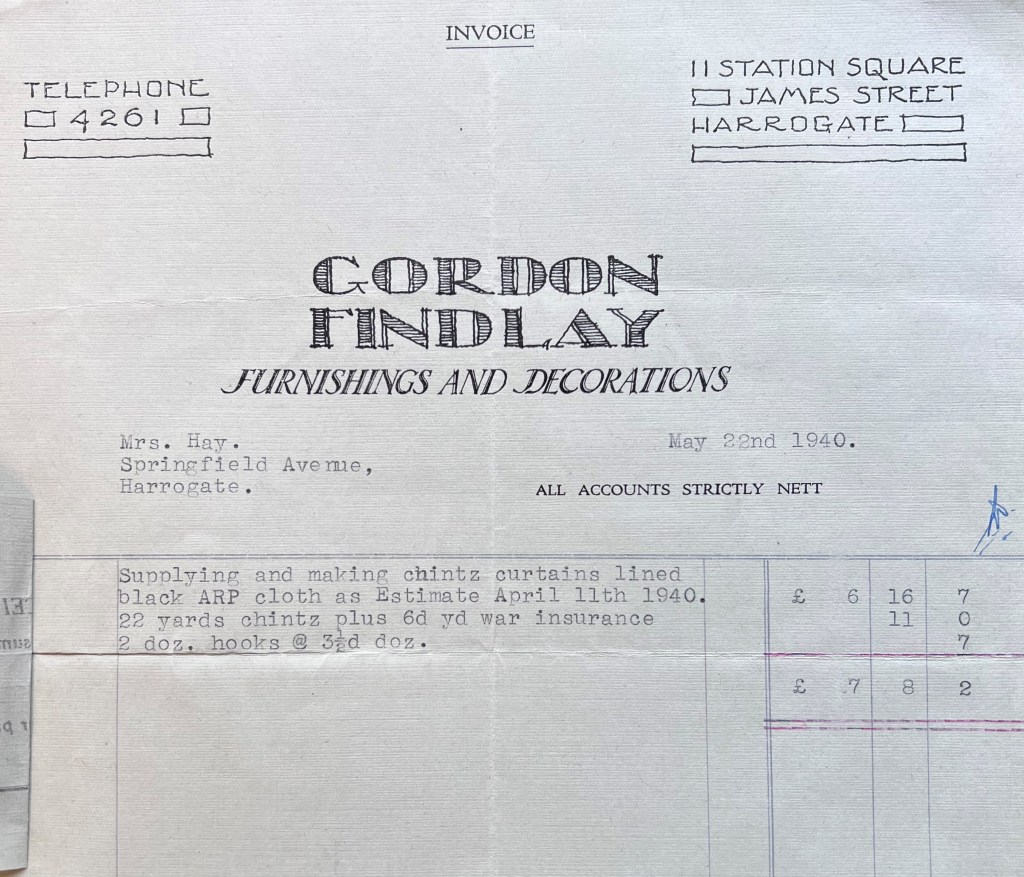 INVOICE
TELEPHONE
4261
11 STATION SQUARE
JAMES STREET
HARROGATE
GORDON
FINDLAY
FURNISHINGS AND DECORATIONS
Mrs. Hay.
Springfield Avenue,
Harrogate.
May 22nd 1940.
ALL ACCOUNTS STRICTLY NETT
Supplying and making chintz curtains lined
black ARP cloth as Estimate April 11th 1940. £ 6 16 7
22 yards chintz plus 6d yd war insurance 11 0
2 doz. hooks @ 3½d doz. 7
£ 7 8 2